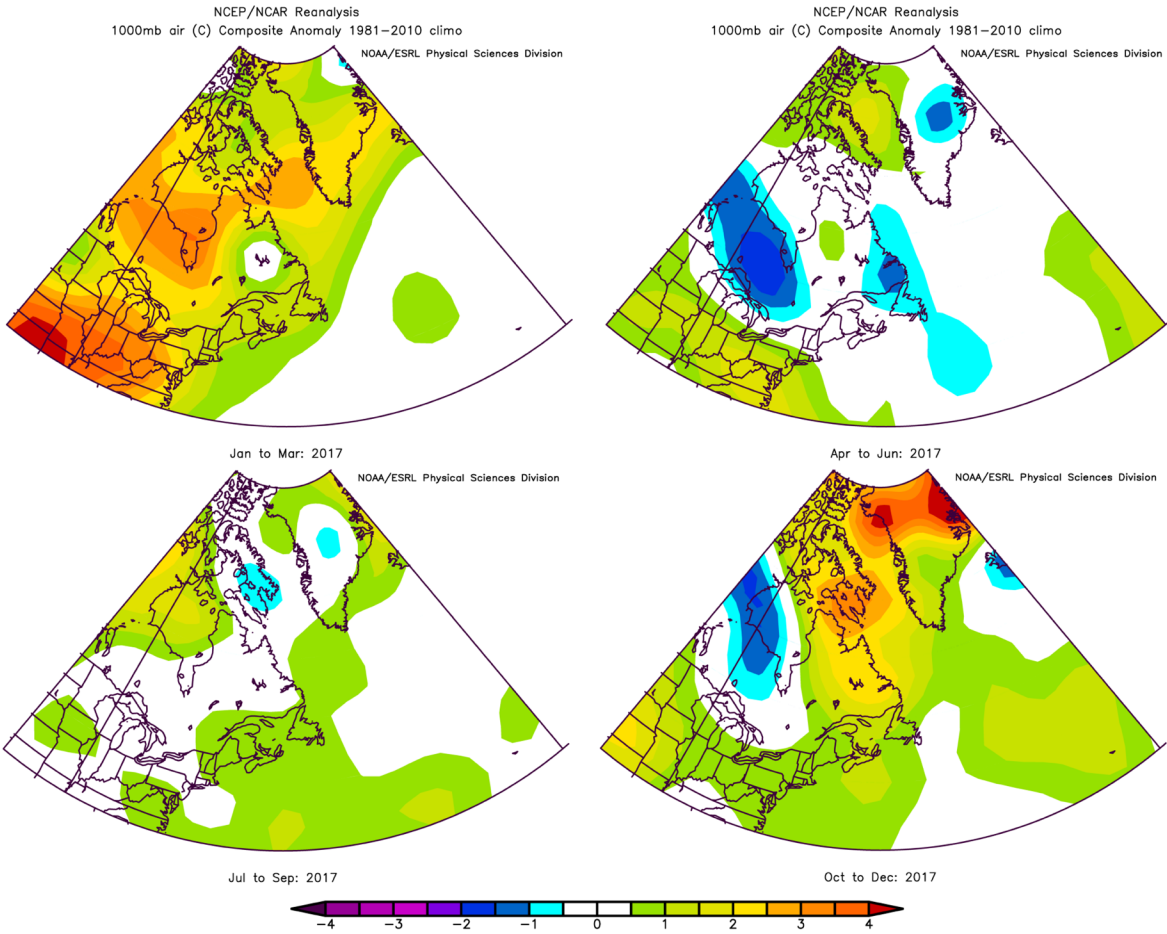 NCEP/NCAR Reanalysis
1000mb air (C) Composite Anomaly 1981-2010 climo
NOAA/ESRL Physical Sciences Division
NCEP/NCAR Reanalysis
1000mb air (C) Composite Anomaly 1981-2010 climo
NOAA/ESRL Physical Sciences Division
Jan to Mar: 2017
Apr to Jun: 2017
NOAA/ESRL Physical Sciences Division
NOAA/ESRL Physical Sciences Division
Jul to Sep: 2017
Oct to Dec: 2017
-4 -3 -2 -1 0 1 2 3 4